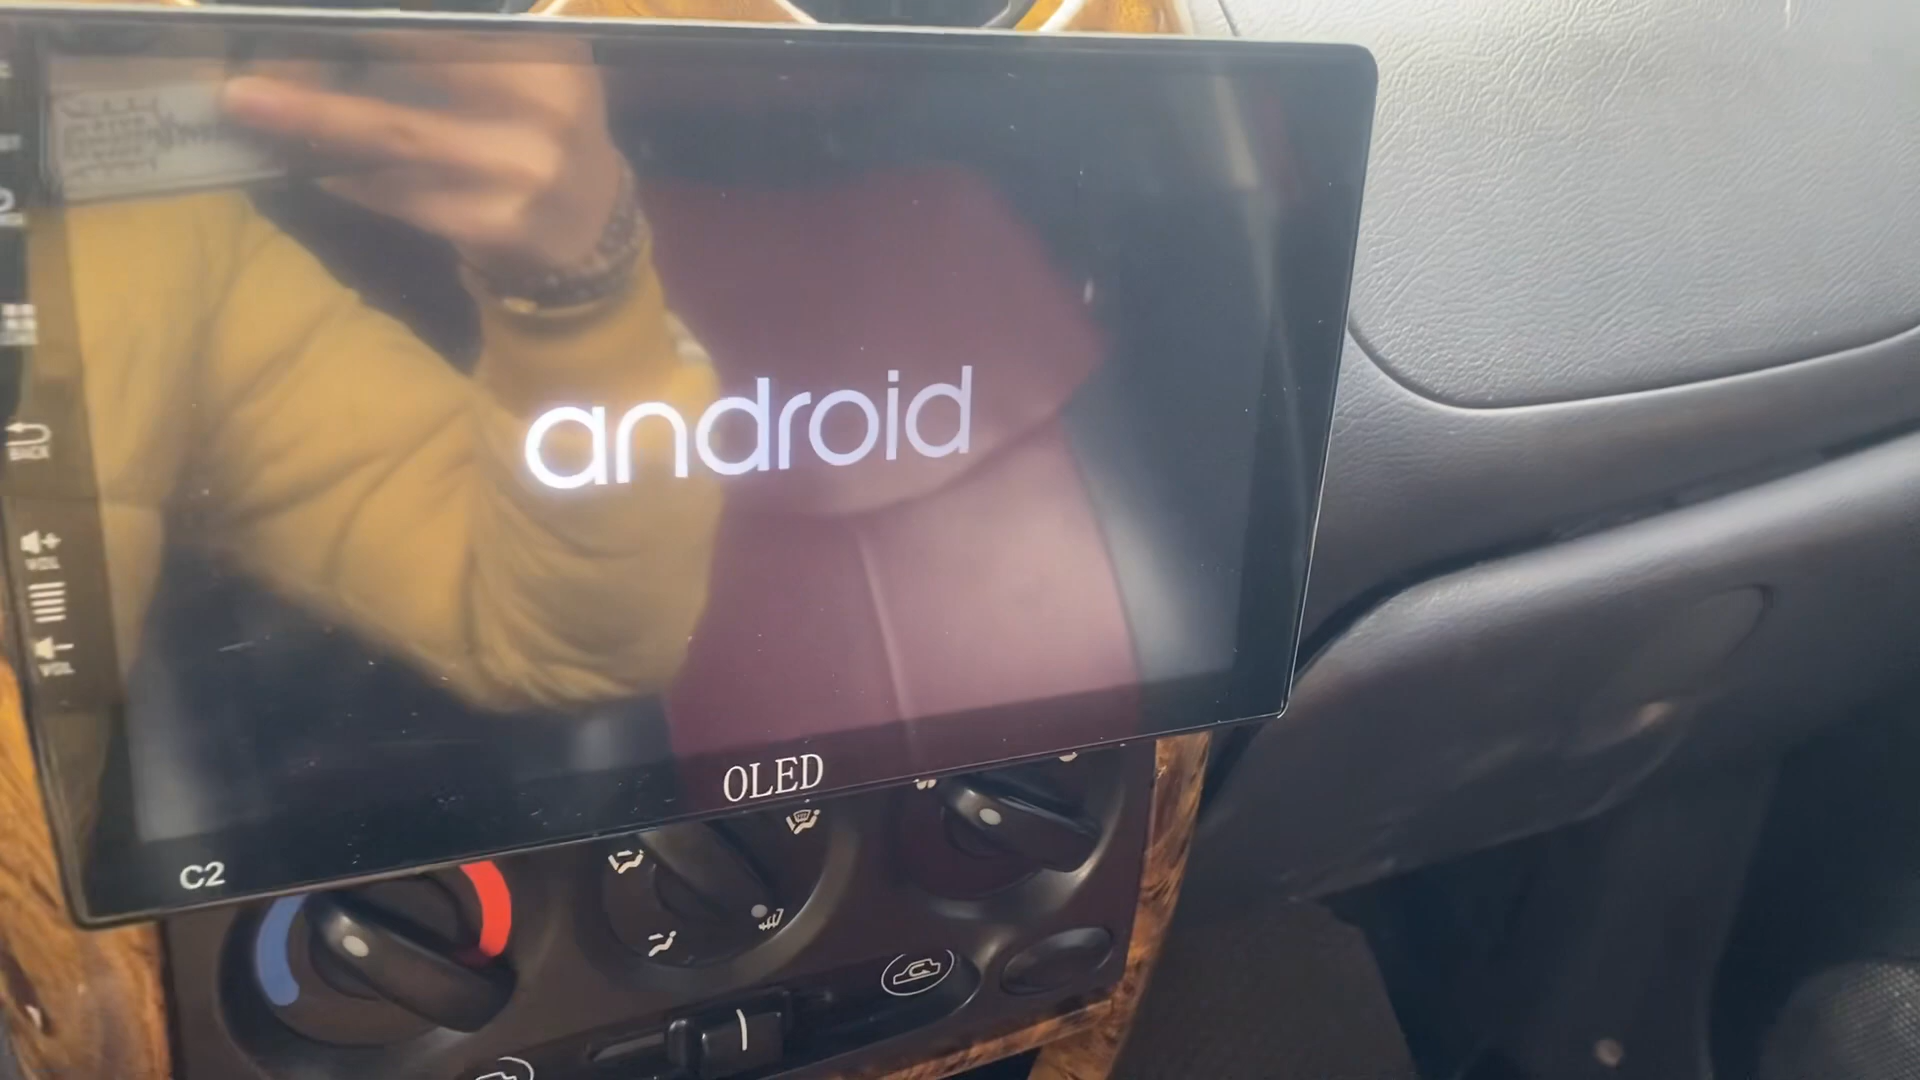 android
BACK
VOL
VOL
OLED
C2